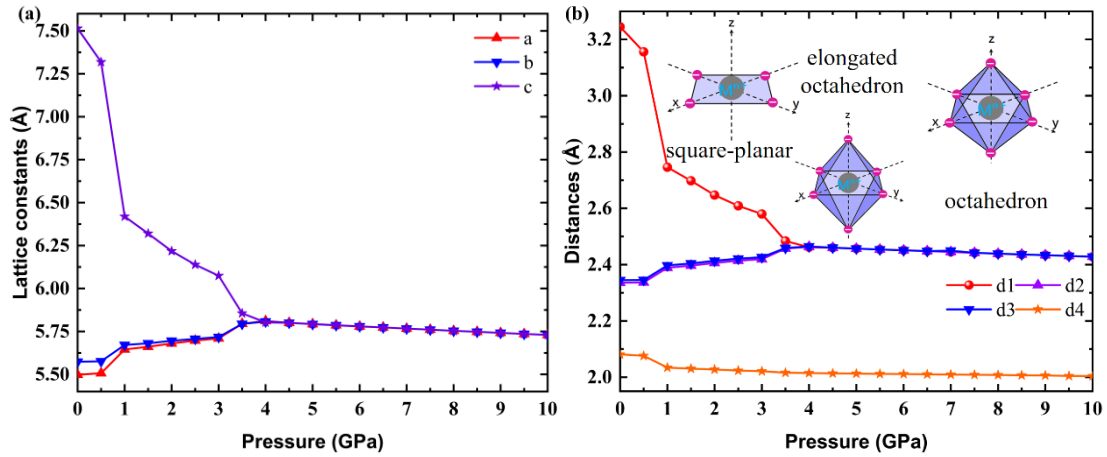 (a)
Lattice constants (Å)
7.50
7.25
7.00
6.75
6.50
6.25
6.00
5.75
5.50
a
b
c
0 1 2 3 4 5 6 7 8 9 10
Pressure (GPa)
(b)
Distances (Å)
3.2
3.0
2.8
2.6
2.4
2.2
2.0
z
x
y
square-planar
elongated
octahedron
z
x
y
z
x
y
octahedron
d1 d2
d3 d4
0 1 2 3 4 5 6 7 8 9 10
Pressure (GPa)